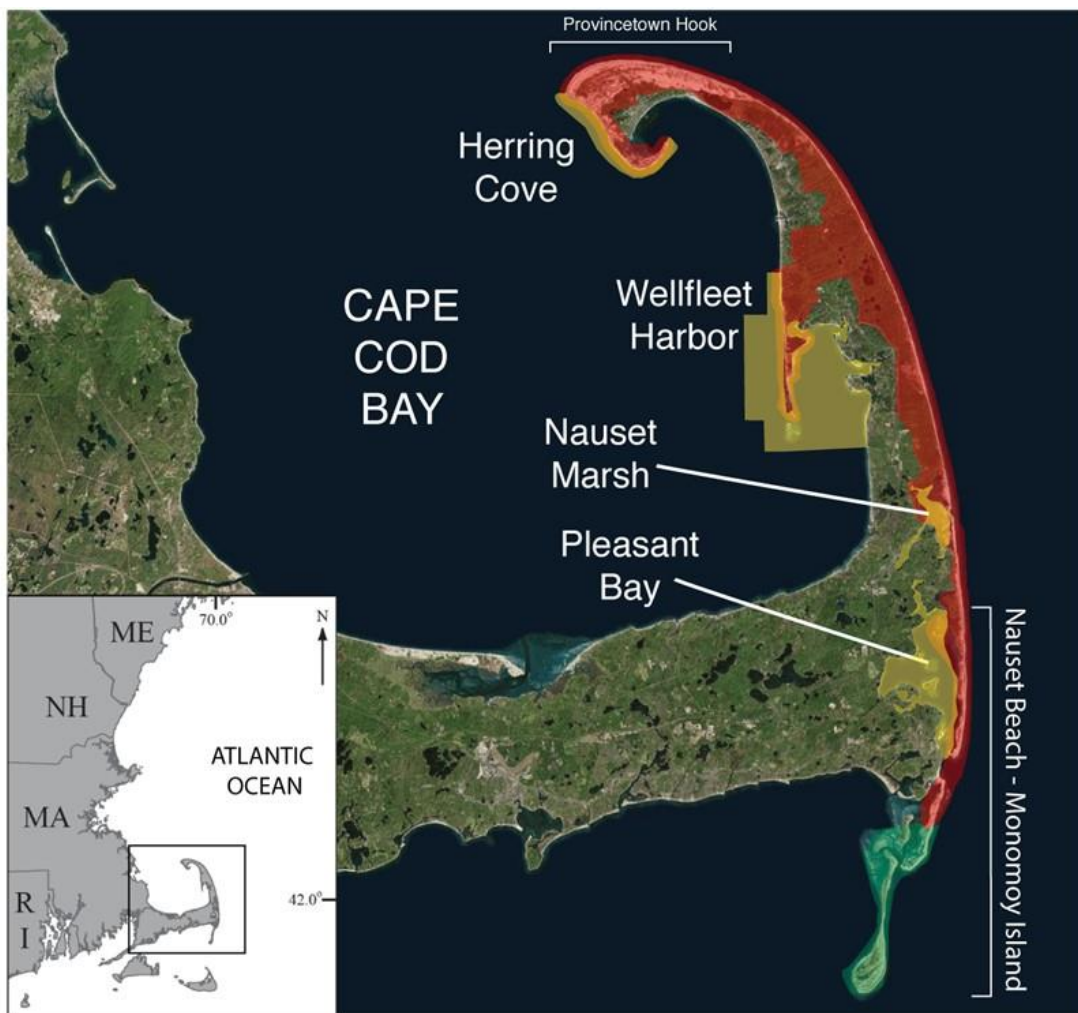 Provincetown Hook
Herring
Cove
CAPE
COD
BAY
Wellfleet
Harbor
Nauset
Marsh
Pleasant
Bay
Nauset Beach - Monomoy Island
70.0°
N
ME
NH
ATLANTIC
OCEAN
MA
42.0°
R
I